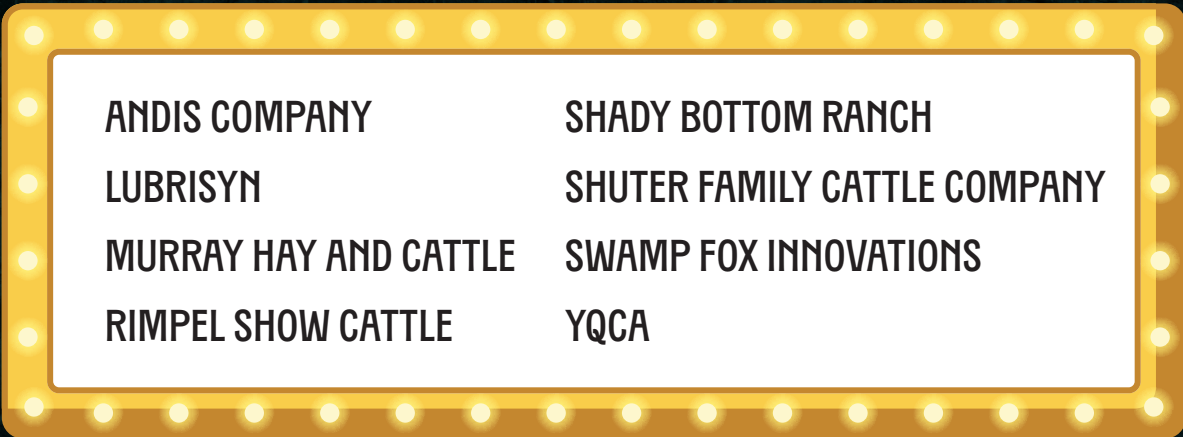 ANDIS COMPANY
LUBRISYN
MURRAY HAY AND CATTLE
RIMPEL SHOW CATTLE
SHADY BOTTOM RANCH
SHUTER FAMILY CATTLE COMPANY
SWAMP FOX INNOVATIONS
YQCA